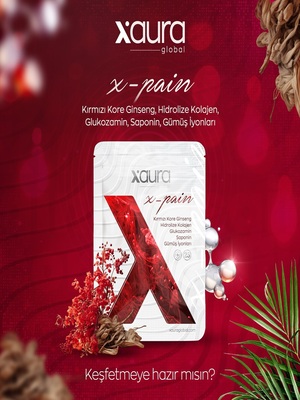 xaura
global
x-pain
Kırmızı Kore Ginseng, Hidrolize Kolajen,
Glukozamin, Saponin, Gümüş İyonları
xaura
x-pain
Kırmızı Kore Ginseng
Hidrolize Kolajen
Glukozamin
Saponin
Gümüş İyonları
Keşfetmeye hazır mısın?